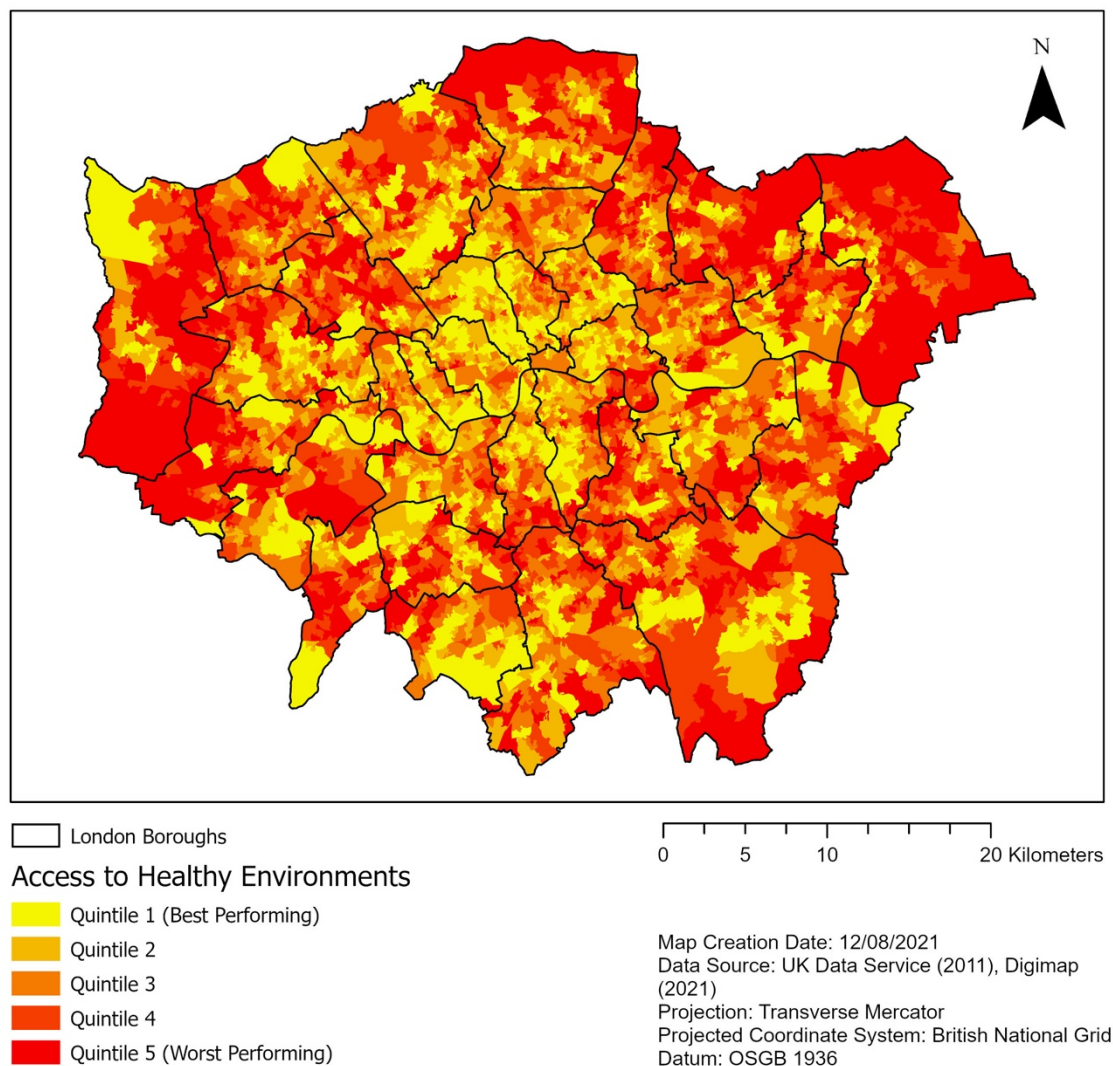 N
London Boroughs
Access to Healthy Environments
Quintile 1 (Best Performing)
Quintile 2
Quintile 3
Quintile 4
Quintile 5 (Worst Performing)
0 5 10 20 Kilometers
Map Creation Date: 12/08/2021
Data Source: UK Data Service (2011), Digimap
(2021)
Projection: Transverse Mercator
Projected Coordinate System: British National Grid
Datum: OSGB 1936